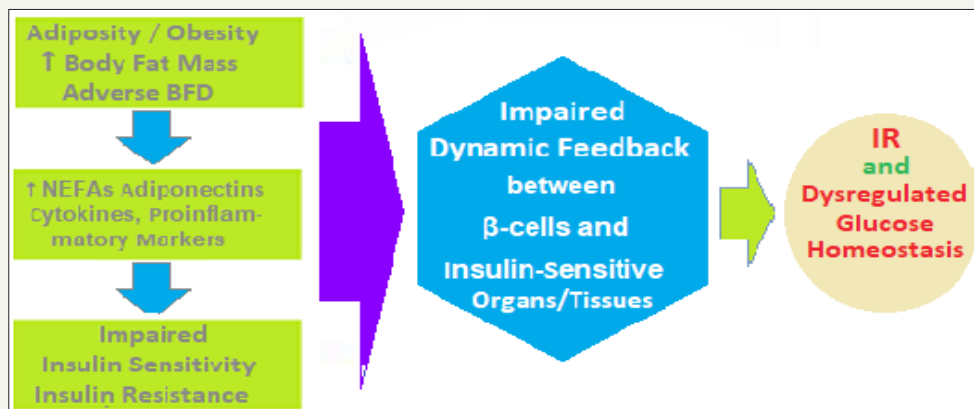 Adiposity / Obesity
↑ Body Fat Mass
Adverse BFD
↑ NEFAs Adiponectins
Cytokines, Proinflam-
matory Markers
Impaired
Insulin Sensitivity
Insulin Resistance
Impaired
Dynamic Feedback
between
β-cells and
Insulin-Sensitive
Organs/Tissues
IR
and
Dysregulated
Glucose
Homeostasis